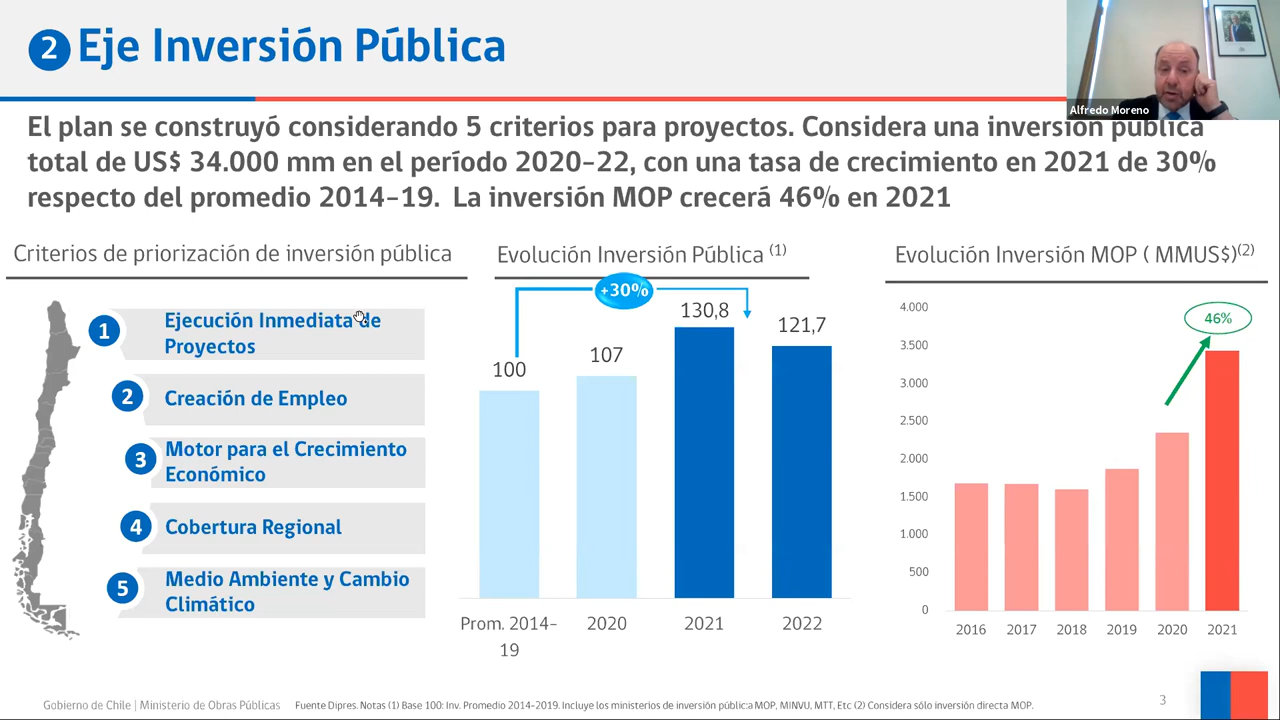 2 Eje Inversión Pública
Alfredo Moreno
El plan se construyó considerando 5 criterios para proyectos. Considera una inversión pública
total de US$ 34.000 mm en el período 2020-22, con una tasa de crecimiento en 2021 de 30%
respecto del promedio 2014-19. La inversión MOP crecerá 46% en 2021
Criterios de priorización de inversión pública
1 Ejecución Inmediata de
Proyectos
2 Creación de Empleo
3 Motor para el Crecimiento
Económico
4 Cobertura Regional
5 Medio Ambiente y Cambio
Climático
Evolución Inversión Pública (1)
+30%
100
107
130,8
121,7
Prom. 2014-
19
2020
2021
2022
Evolución Inversión MOP ( MMUS$)(2)
46%
4.000
3.500
3.000
2.500
2.000
1.500
1.000
500
0
2016
2017
2018
2019
2020
2021
Gobierno de Chile | Ministerio de Obras Públicas
Fuente Dipres. Notas (1) Base 100: Inv. Promedio 2014-2019. Incluye los ministerios de inversión pública MOP, MINVU, MTT, Etc (2) Considera sólo inversión directa MOP.
3